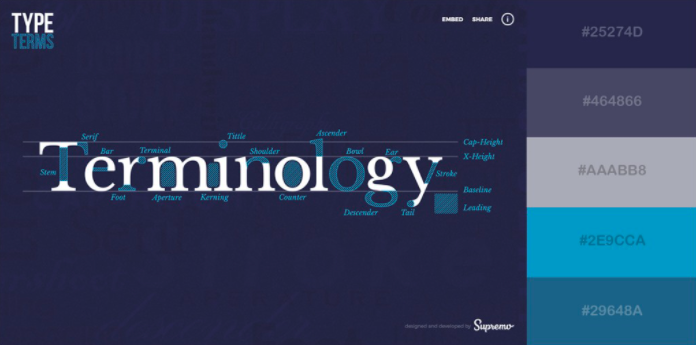 TYPE
TERMS
EMBED SHARE i
Serif
Bar
Terminal
Tittle
Shoulder
Ascender
Bowl
Ear
Cap-Height
X-Height
Terminology
Stem
Stroke
Baseline
Foot
Aperture
Kerning
Counter
Descender
Tail
Leading
designed and developed by Supremo
#25274D
#464866
#AAABB8
#2E9CCA
#29648A